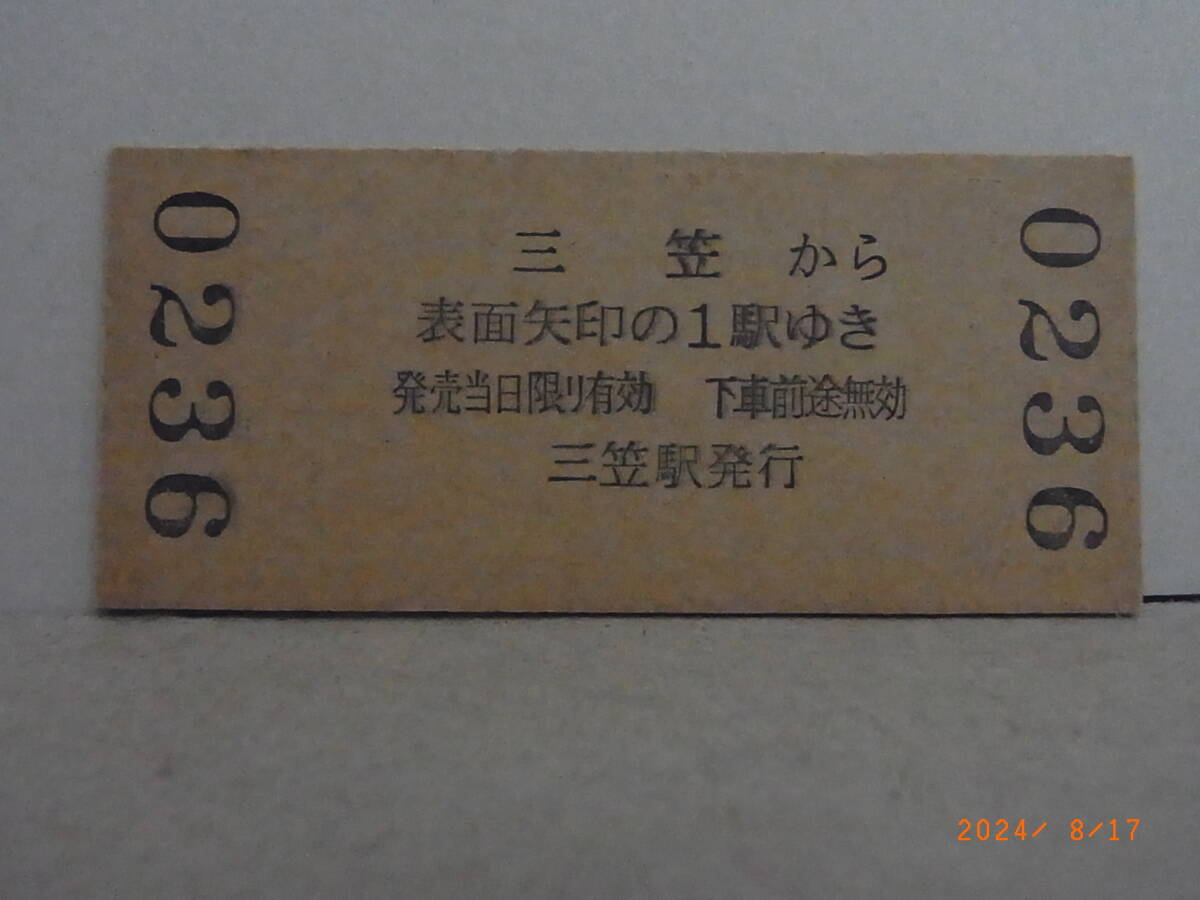 0236
三 笠 から
表面矢印の1駅ゆき
発売当日限り有効 下車前途無効
三笠駅発行
0236
2024/ 8/17